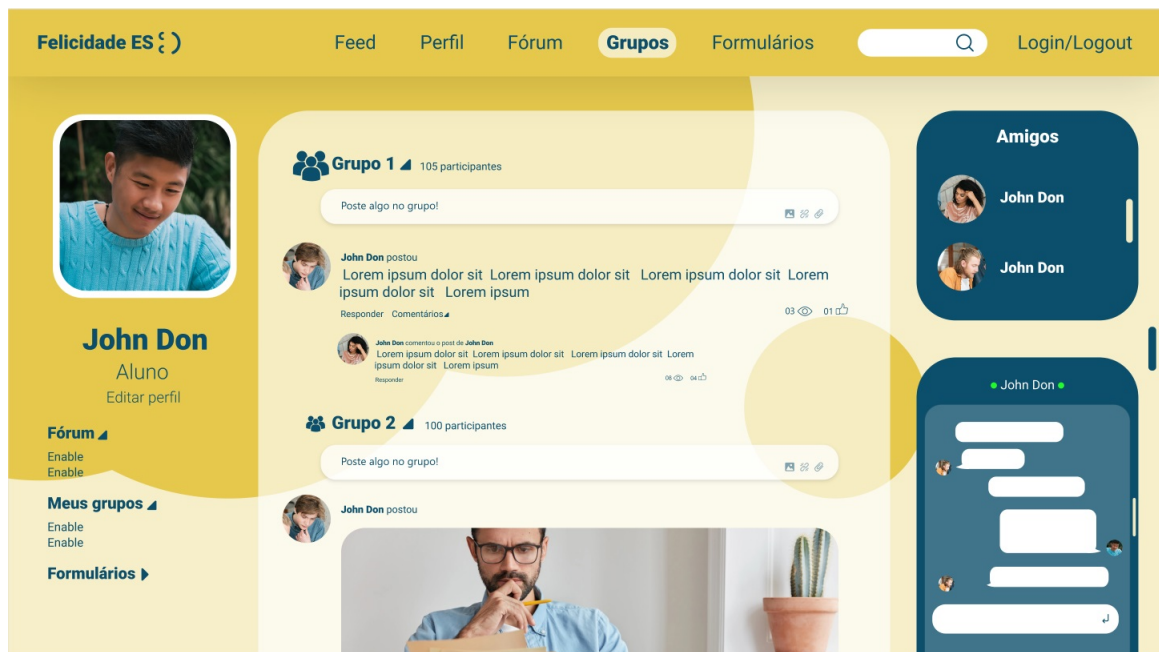 Felicidade ES :)
Feed
Perfil
Fórum
Grupos
Formulários
Login/Logout
John Don
Aluno
Editar perfil
Fórum
Enable
Enable
Meus grupos
Enable
Enable
Formulários
Grupo 1
105 participantes
Poste algo no grupo!
John Don postou
Lorem ipsum dolor sit Lorem ipsum dolor sit Lorem ipsum dolor sit Lorem
ipsum dolor sit Lorem ipsum
Responder Comentários
03
01
John Don comentou o post de John Don
Lorem ipsum dolor sit Lorem ipsum dolor sit Lorem ipsum dolor sit Lorem
ipsum dolor sit Lorem ipsum
Responder
06
04
Grupo 2
100 participantes
Poste algo no grupo!
John Don postou
Amigos
John Don
John Don
John Don